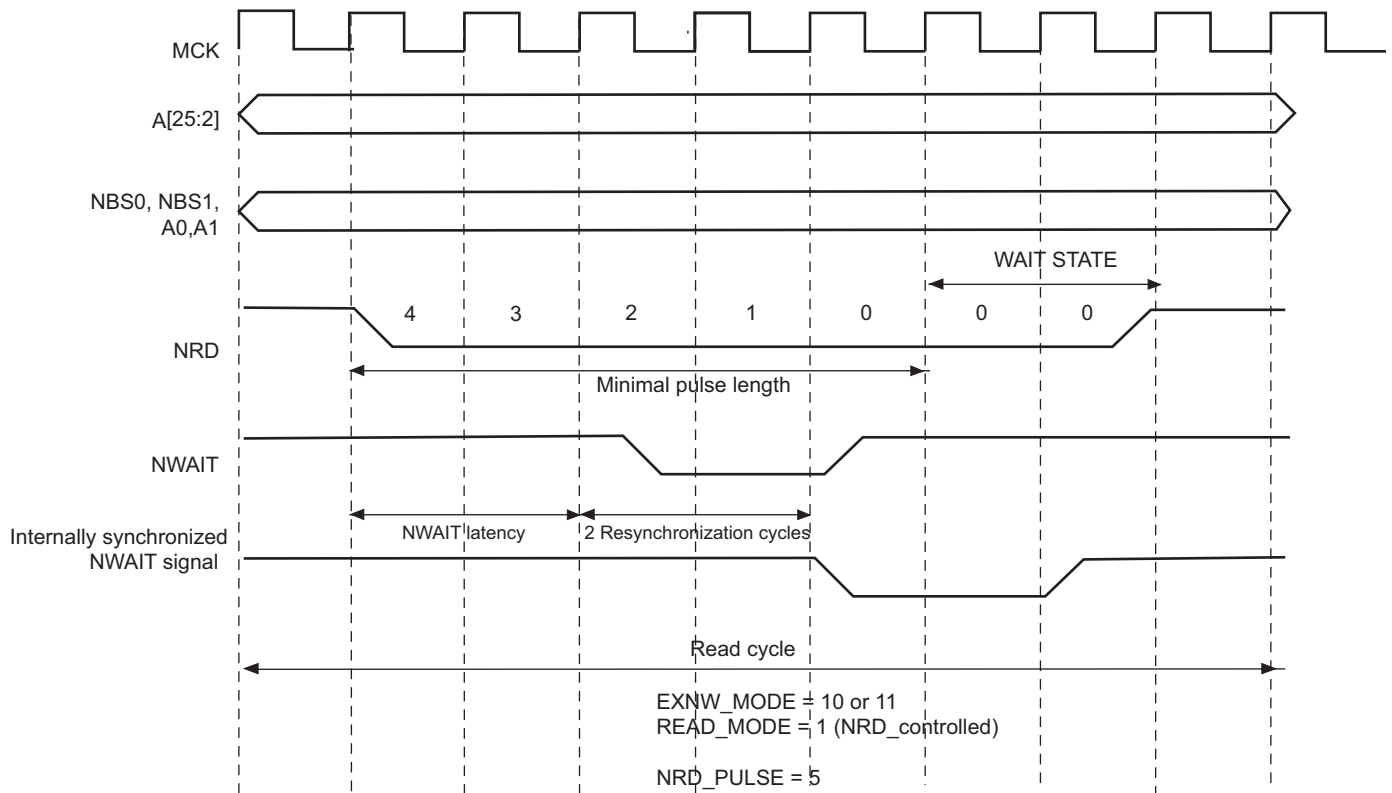 MCK
A[25:2]
NBS0, NBS1,
A0,A1
WAIT STATE
4 3 2 1 0 0 0
NRD
Minimal pulse length
NWAIT
NWAIT latency 2 Resynchronization cycles
Internally synchronized
NWAIT signal
Read cycle
EXNW_MODE = 10 or 11
READ_MODE = 1 (NRD_controlled)
NRD_PULSE = 5